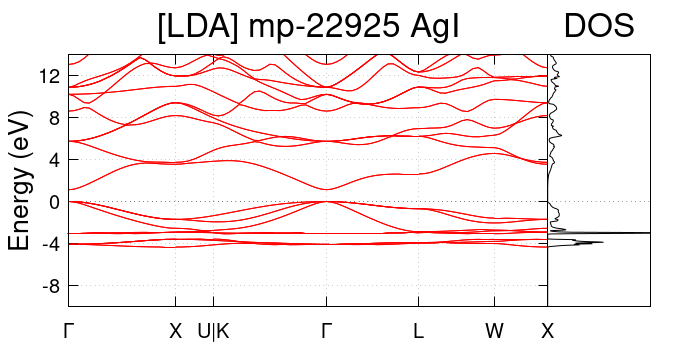 [LDA] mp-22925 AgI
DOS
Energy (eV)
12
8
4
0
-4
-8
Γ X U|K Γ L W X